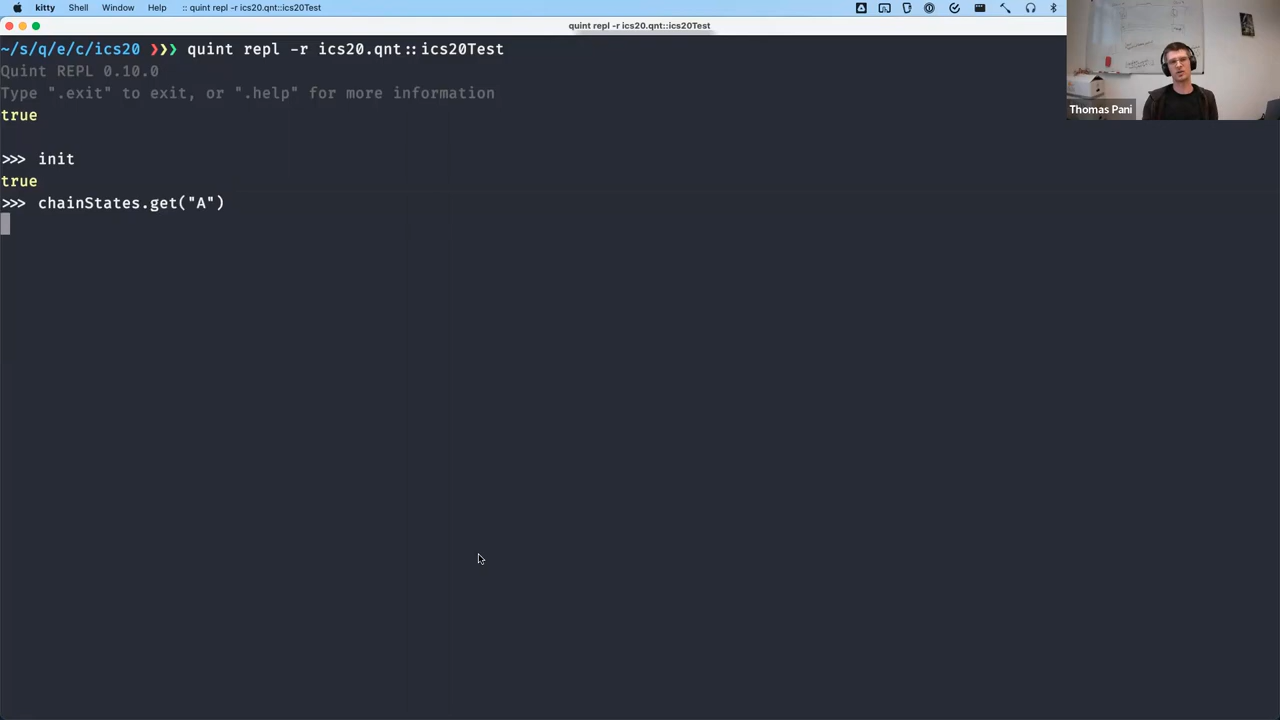 kitty Shell Window Help :: quint repl -r ics20.qnt::ics20Test
quint repl -r ics20.qnt::ics20Test
~/s/q/e/c/ics20 ❯❯❯ quint repl -r ics20.qnt::ics20Test
Quint REPL 0.10.0
Type ".exit" to exit, or ".help" for more information
true
>>> init
true
>>> chainStates.get("A")
Thomas Pani